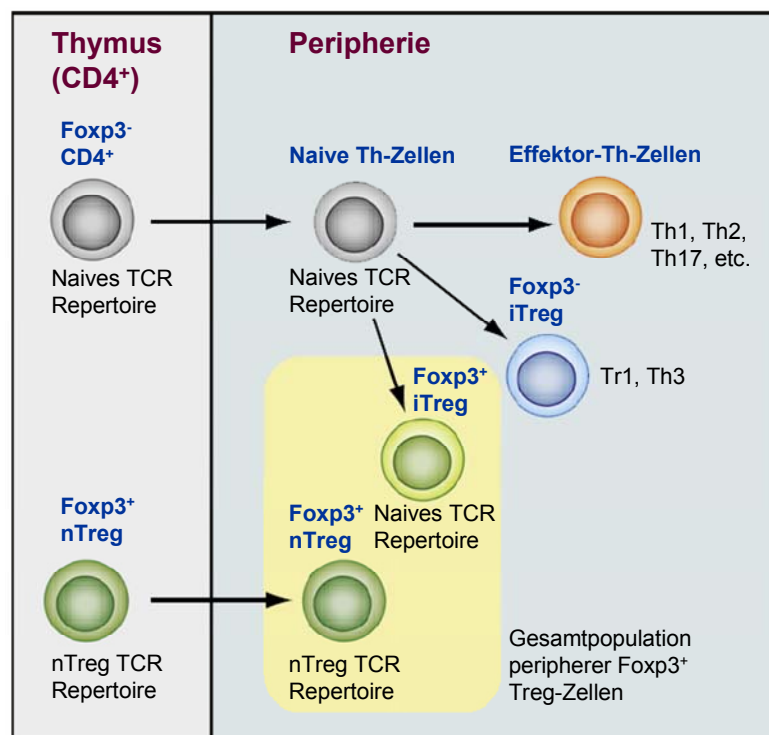 Thymus
(CD4⁺)
Peripherie
Foxp3⁻
CD4⁺
Naives TCR
Repertoire
Naive Th-Zellen
Naives TCR
Repertoire
Effektor-Th-Zellen
Th1, Th2,
Th17, etc.
Foxp3⁻
iTreg
Tr1, Th3
Foxp3⁺
iTreg
Naives TCR
Repertoire
Foxp3⁺
nTreg
nTreg TCR
Repertoire
Foxp3⁺
nTreg
nTreg TCR
Repertoire
Gesamtpopulation
peripherer Foxp3⁺
Treg-Zellen